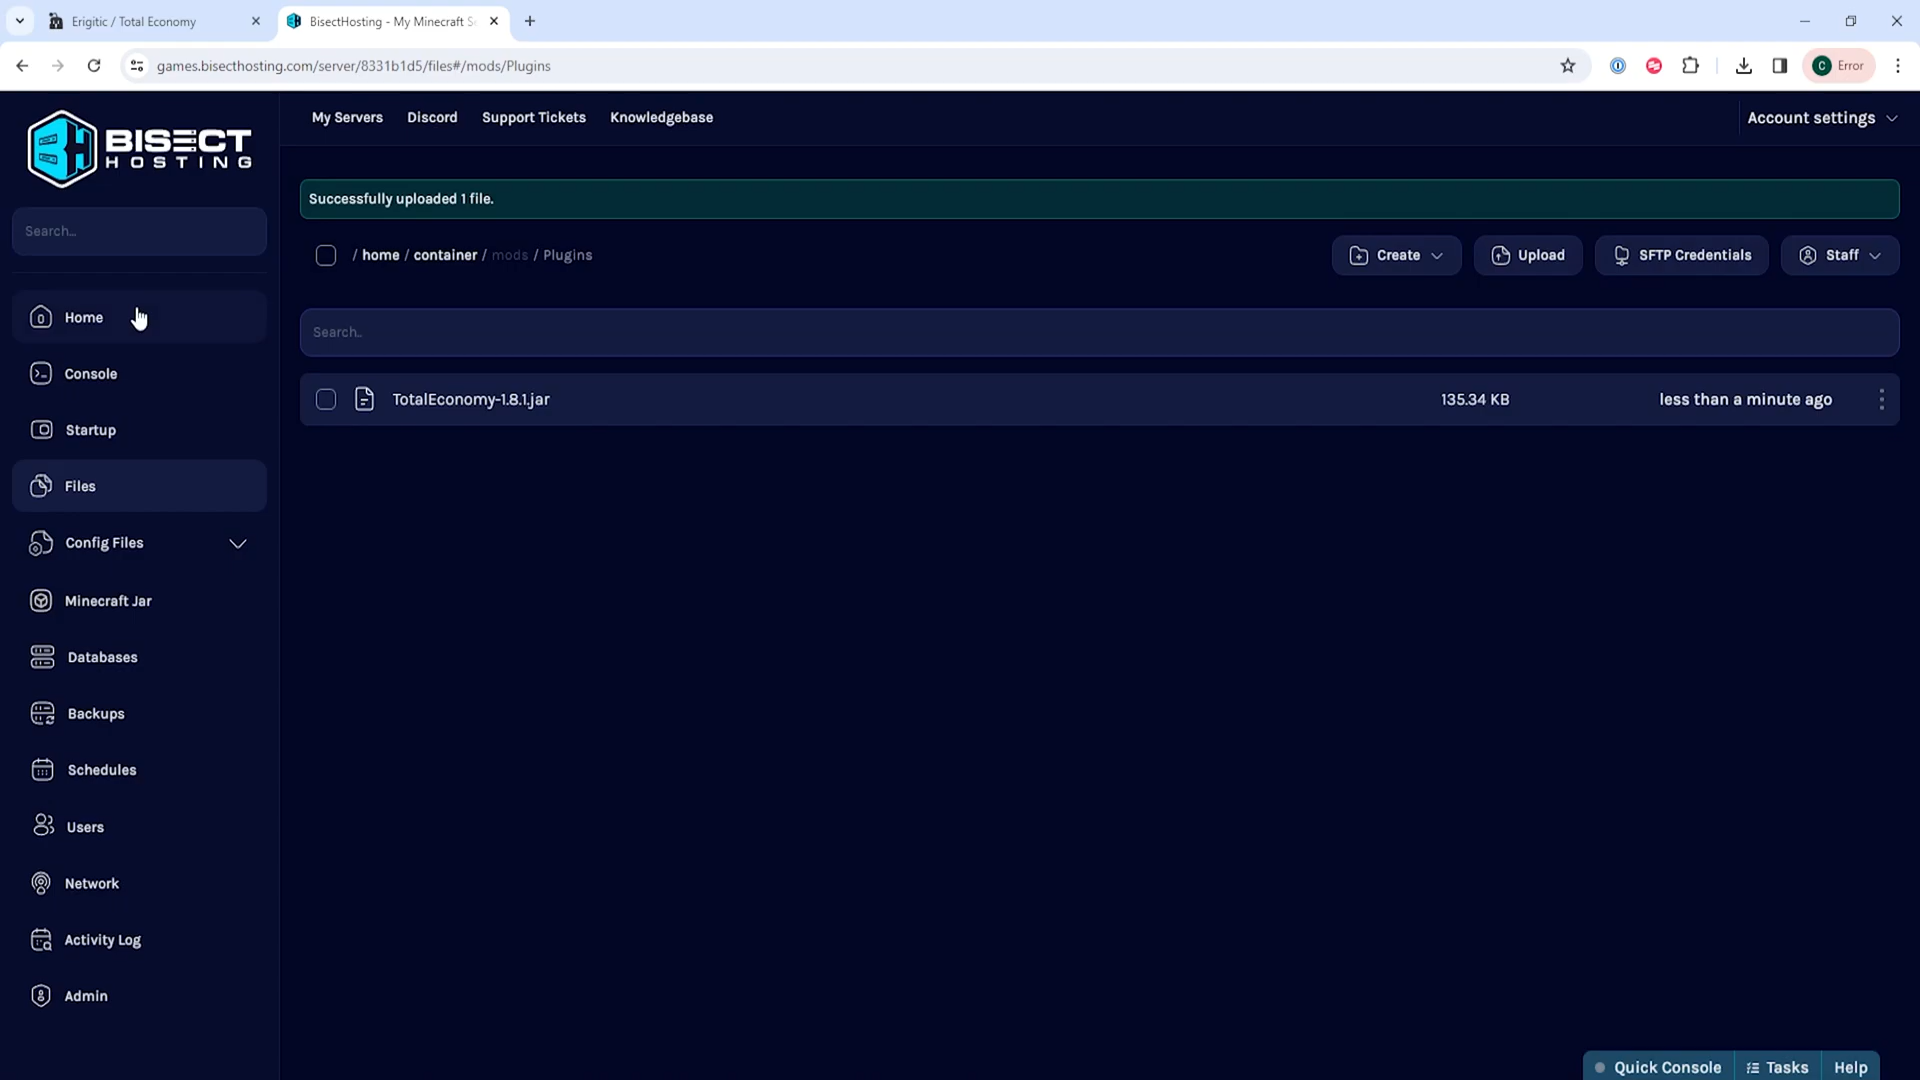 Erigitic / Total Economy
BisectHosting - My Minecraft S
games.bisecthosting.com/server/8331b1d5/files#/mods/Plugins
C Error
BISECT
HOSTING
My Servers Discord Support Tickets Knowledgebase
Account settings
Successfully uploaded 1 file.
Search...
/ home / container / mods / Plugins
Create Upload SFTP Credentials Staff
Home
Search..
Console
TotalEconomy-1.8.1.jar 135.34 KB less than a minute ago
Startup
Files
Config Files
Minecraft Jar
Databases
Backups
Schedules
Users
Network
Activity Log
Admin
Quick Console Tasks Help